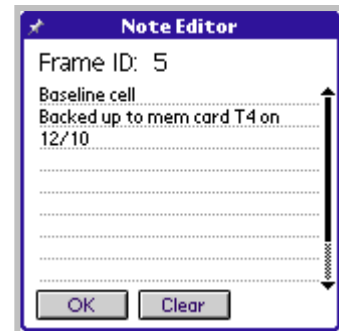 Note Editor
Frame ID: 5
Baseline cell
Backed up to mem card T4 on
12/10
OK
Clear